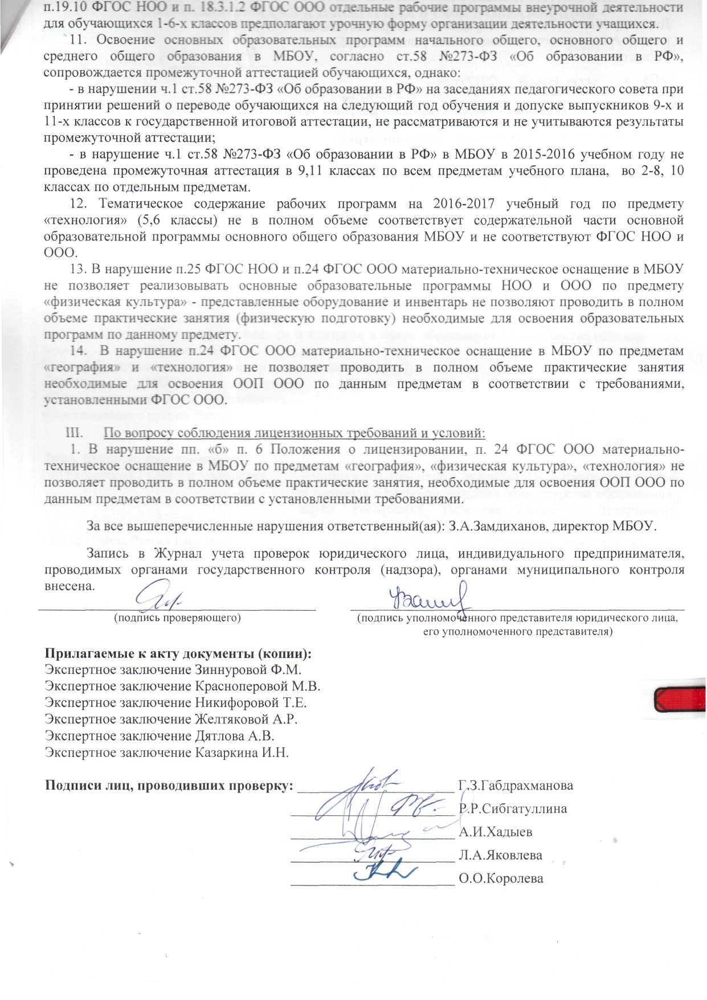 п.19.10 ФГОС НОО и п. 18.3.1.2 ФГОС ООО отдельные рабочие программы внеурочной деятельности
для обучающихся 1-6-х классов предполагают урочную форму организации деятельности учащихся.
11. Освоение основных образовательных программ начального общего, основного общего и
среднего общего образования в МБОУ, согласно ст.58 №273-ФЗ «Об образовании в РФ»,
сопровождается промежуточной аттестацией обучающихся, однако:
- в нарушении ч.1 ст.58 №273-ФЗ «Об образовании в РФ» на заседаниях педагогического совета при
принятии решений о переводе обучающихся на следующий год обучения и допуске выпускников 9-х и
11-х классов к государственной итоговой аттестации, не рассматриваются и не учитываются результаты
промежуточной аттестации;
- в нарушение ч.1 ст.58 №273-ФЗ «Об образовании в РФ» в МБОУ в 2015-2016 учебном году не
проведена промежуточная аттестация в 9,11 классах по всем предметам учебного плана, во 2-8, 10
классах по отдельным предметам.
12. Тематическое содержание рабочих программ на 2016-2017 учебный год по предмету
«технология» (5,6 классы) не в полном объеме соответствует содержательной части основной
образовательной программы основного общего образования МБОУ и не соответствуют ФГОС НОО и
ООО.
13. В нарушение п.25 ФГОС НОО и п.24 ФГОС ООО материально-техническое оснащение в МБОУ
не позволяет реализовывать основные образовательные программы НОО и ООО по предмету
«физическая культура» - представленные оборудование и инвентарь не позволяют проводить в полном
объеме практические занятия (физическую подготовку) необходимые для освоения образовательных
программ по данному предмету.
14. В нарушение п.24 ФГОС ООО материально-техническое оснащение в МБОУ по предметам
«география» и «технология» не позволяет проводить в полном объеме практические занятия
необходимые для освоения ООП ООО по данным предметам в соответствии с требованиями,
установленными ФГОС ООО.
III. По вопросу соблюдения лицензионных требований и условий:
1. В нарушение пп. «б» п. 6 Положения о лицензировании, п. 24 ФГОС ООО материально-
техническое оснащение в МБОУ по предметам «география», «физическая культура», «технология» не
позволяет проводить в полном объеме практические занятия, необходимые для освоения ООП ООО по
данным предметам в соответствии с установленными требованиями.
За все вышеперечисленные нарушения ответственный(ая): З.А.Замдиханов, директор МБОУ.
Запись в Журнал учета проверок юридического лица, индивидуального предпринимателя,
проводимых органами государственного контроля (надзора), органами муниципального контроля
внесена.
(подпись проверяющего) (подпись уполномоченного представителя юридического лица,
его уполномоченного представителя)
Прилагаемые к акту документы (копии):
Экспертное заключение Зиннуровой Ф.М.
Экспертное заключение Красноперовой М.В.
Экспертное заключение Никифоровой Т.Е.
Экспертное заключение Желтяковой А.Р.
Экспертное заключение Дятлова А.В.
Экспертное заключение Казаркина И.Н.
Подписи лиц, проводивших проверку: Г.З.Габдрахманова
Р.Р.Сибгатуллина
А.И.Хадыев
Л.А.Яковлева
О.О.Королева